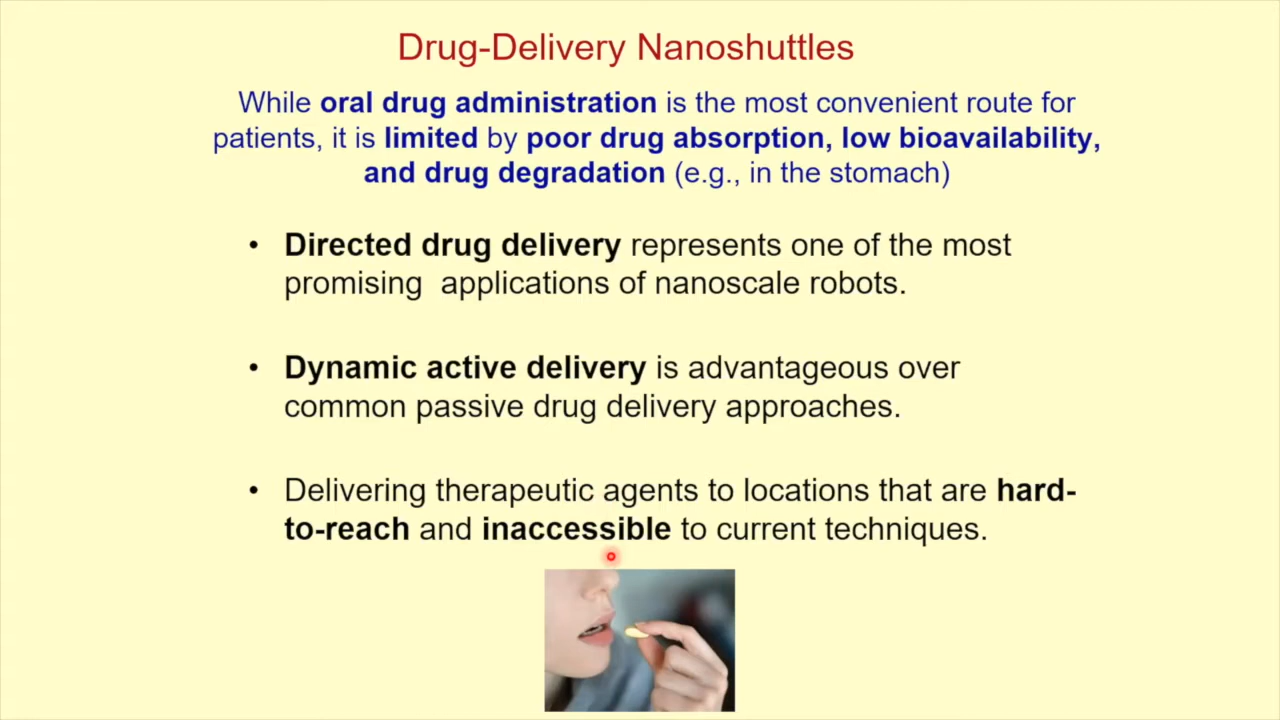 Drug-Delivery Nanoshuttles
While oral drug administration is the most convenient route for
patients, it is limited by poor drug absorption, low bioavailability,
and drug degradation (e.g., in the stomach)
• Directed drug delivery represents one of the most
promising  applications of nanoscale robots.
• Dynamic active delivery is advantageous over
common passive drug delivery approaches.
• Delivering therapeutic agents to locations that are hard-
to-reach and inaccessible to current techniques.